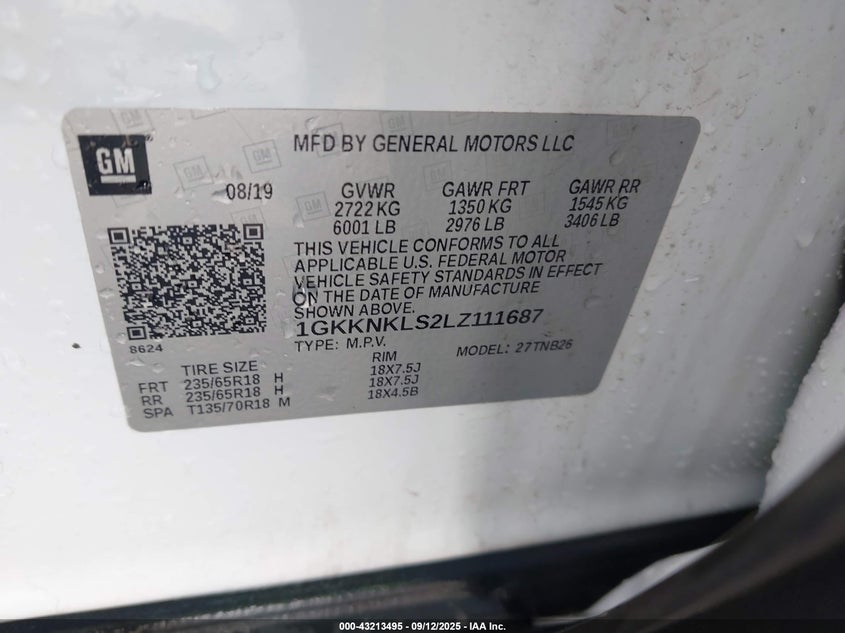 GM
MFD BY GENERAL MOTORS LLC
08/19 GVWR GAWR FRT GAWR RR
2722 KG 1350 KG 1545 KG
6001 LB 2976 LB 3406 LB
THIS VEHICLE CONFORMS TO ALL
APPLICABLE U.S. FEDERAL MOTOR
VEHICLE SAFETY STANDARDS IN EFFECT
ON THE DATE OF MANUFACTURE
SHOWN ABOVE.
1GKKNKLS2LZ111687
8624
TYPE: M.P.V. MODEL: 27TNB26
TIRE SIZE RIM
FRT 235/65R18 H 18X7.5J
RR 235/65R18 H 18X7.5J
SPA T135/70R18 M 18X4.5B
000-43213495 - 09/12/2025 - IAA Inc.